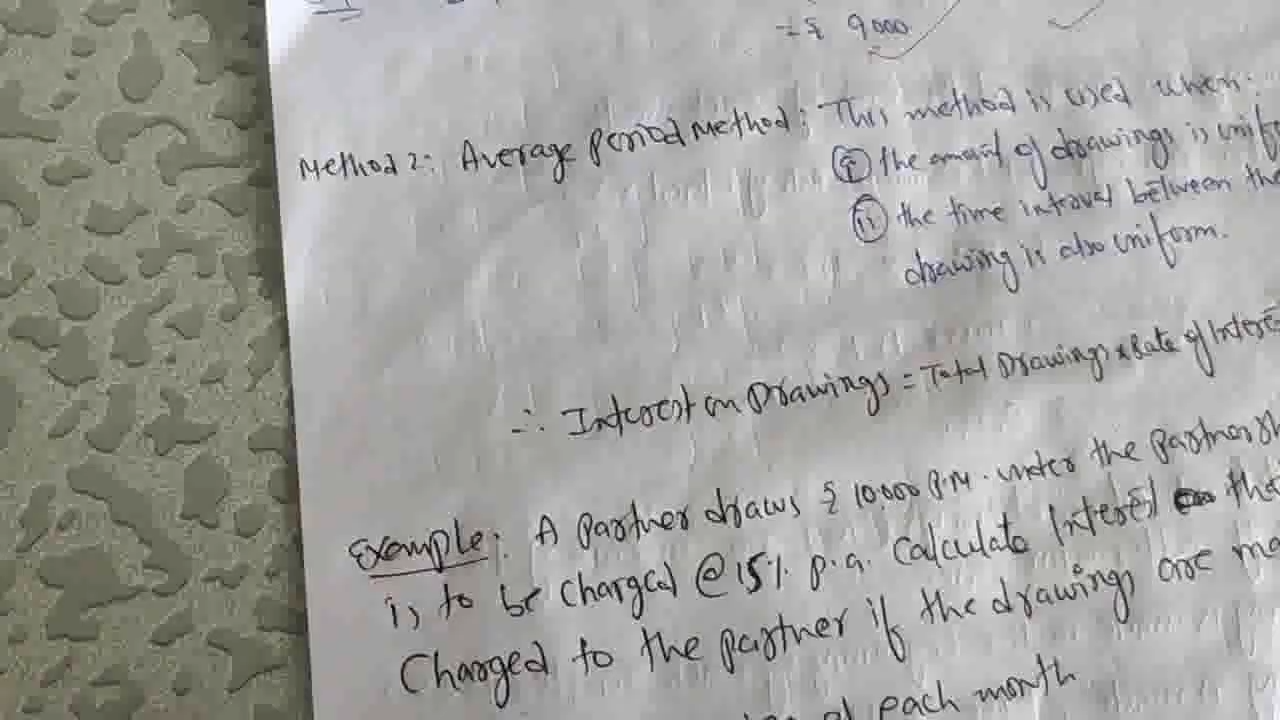 = ₹ 9000
Method 2: Average Period Method: This method is used when:
(i) the amount of drawings is
(ii) the time interval between the
drawing is also uniform.
∴ Interest on Drawings = Total Drawings x Rate of
Example: A Partner draws ₹ 10,000 P.M. under the
is to be charged @ 15% p.a. Calculate Interest the
Charged to the partner if the drawings are
of each month